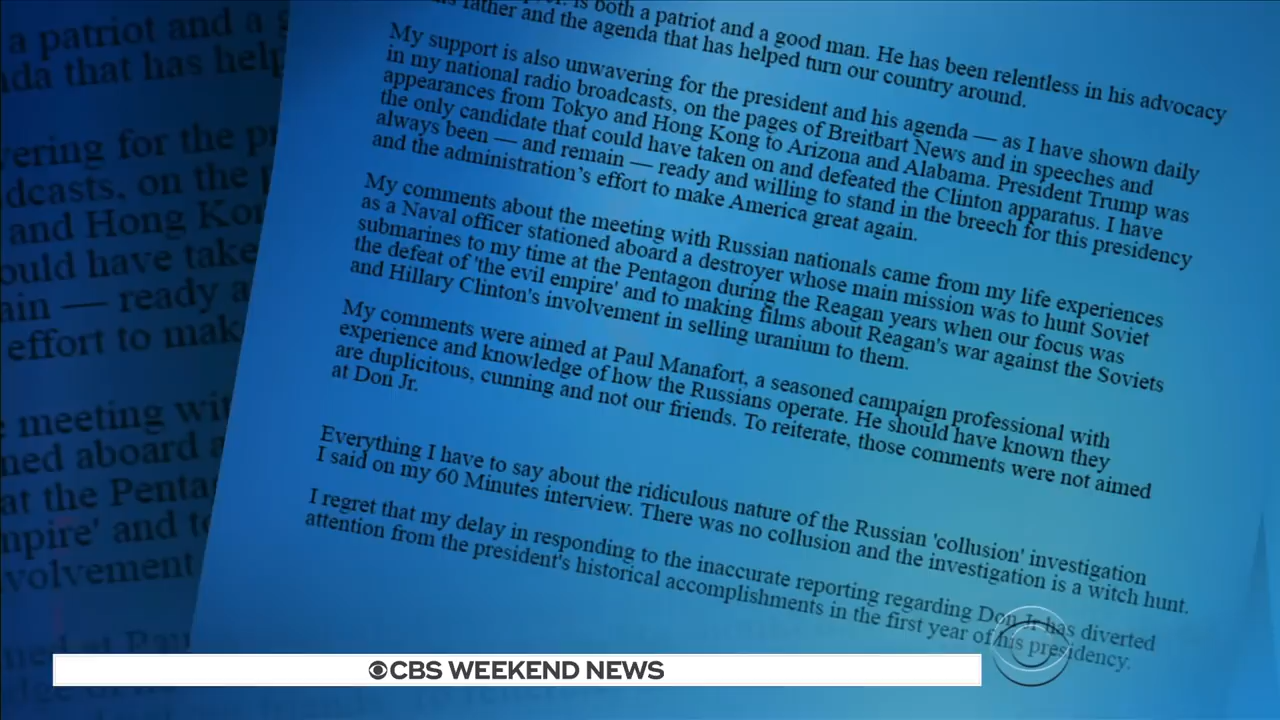 a patriot and a
that has
for the
on the
and Hong
have take
— ready a
effort to mak
meeting wit
aboard a
at the Penta
and to
is both a patriot and a good man. He has been relentless in his advocacy
father and the agenda that has helped turn our country around.
My support is also unwavering for the president and his agenda — as I have shown daily
in my national radio broadcasts, on the pages of Breitbart News and in speeches and
appearances from Tokyo and Hong Kong to Arizona and Alabama. President Trump was
the only candidate that could have taken on and defeated the Clinton apparatus. I have
always been — and remain — ready and willing to stand in the breech for this presidency
and the administration's effort to make America great again.
My comments about the meeting with Russian nationals came from my life experiences
as a Naval officer stationed aboard a destroyer whose main mission was to hunt Soviet
submarines to my time at the Pentagon during the Reagan years when our focus was
the defeat of 'the evil empire' and to making films about Reagan's war against the Soviets
and Hillary Clinton's involvement in selling uranium to them.
My comments were aimed at Paul Manafort, a seasoned campaign professional with
experience and knowledge of how the Russians operate. He should have known they
are duplicitous, cunning and not our friends. To reiterate, those comments were not aimed
at Don Jr.
Everything I have to say about the ridiculous nature of the Russian 'collusion' investigation
I said on my 60 Minutes interview. There was no collusion and the investigation is a witch hunt.
I regret that my delay in responding to the inaccurate reporting regarding Don Jr has diverted
attention from the president's historical accomplishments in the first year of his presidency.
CBS WEEKEND NEWS